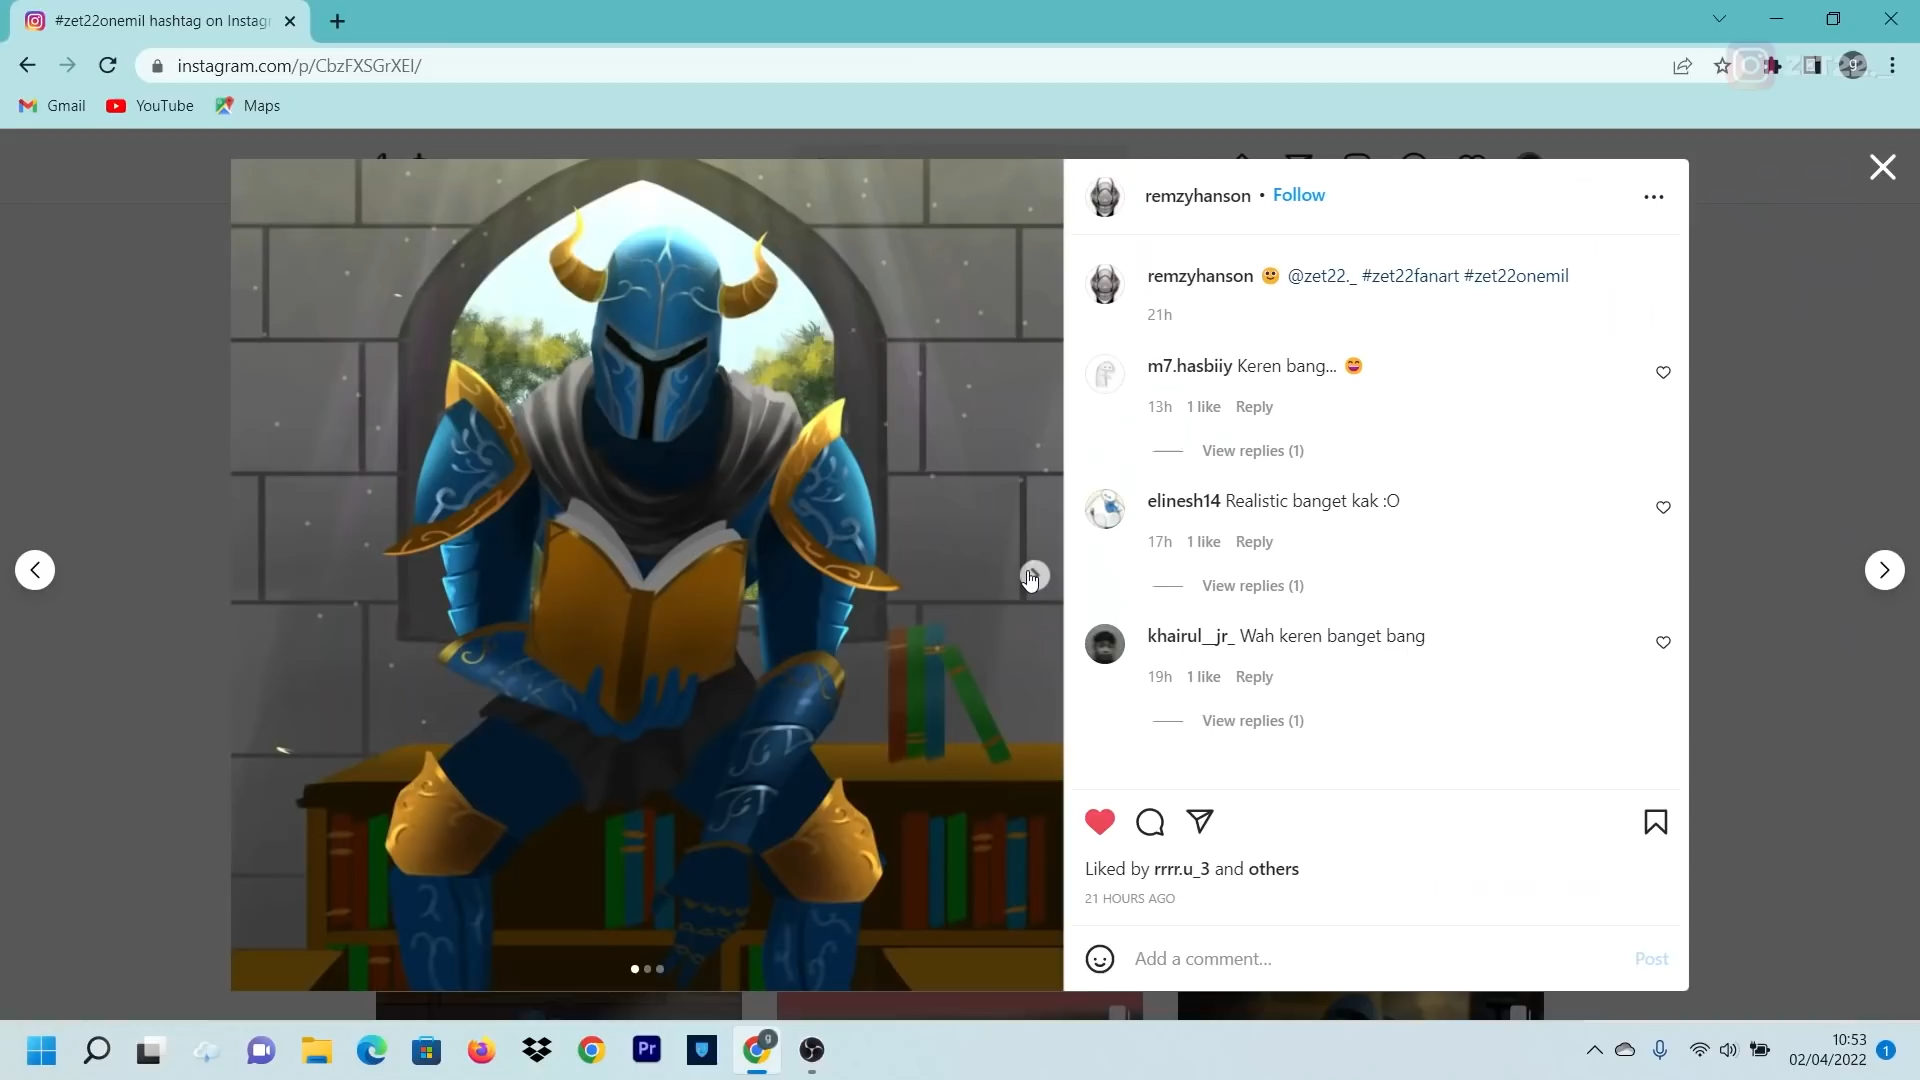 #zet22onemil hashtag on Instagr
instagram.com/p/CbzFXSGrXEI/
g
Gmail
YouTube
Maps
remzyhanson • Follow
remzyhanson @zet22._ #zet22fanart #zet22onemil
21h
m7.hasbiiy Keren bang...
13h 1 like Reply
View replies (1)
elinesh14 Realistic banget kak :O
17h 1 like Reply
View replies (1)
khairul__jr_ Wah keren banget bang
19h 1 like Reply
View replies (1)
Liked by rrrr.u_3 and others
21 HOURS AGO
Add a comment...
Post
Pr
g
10:53
02/04/2022
1